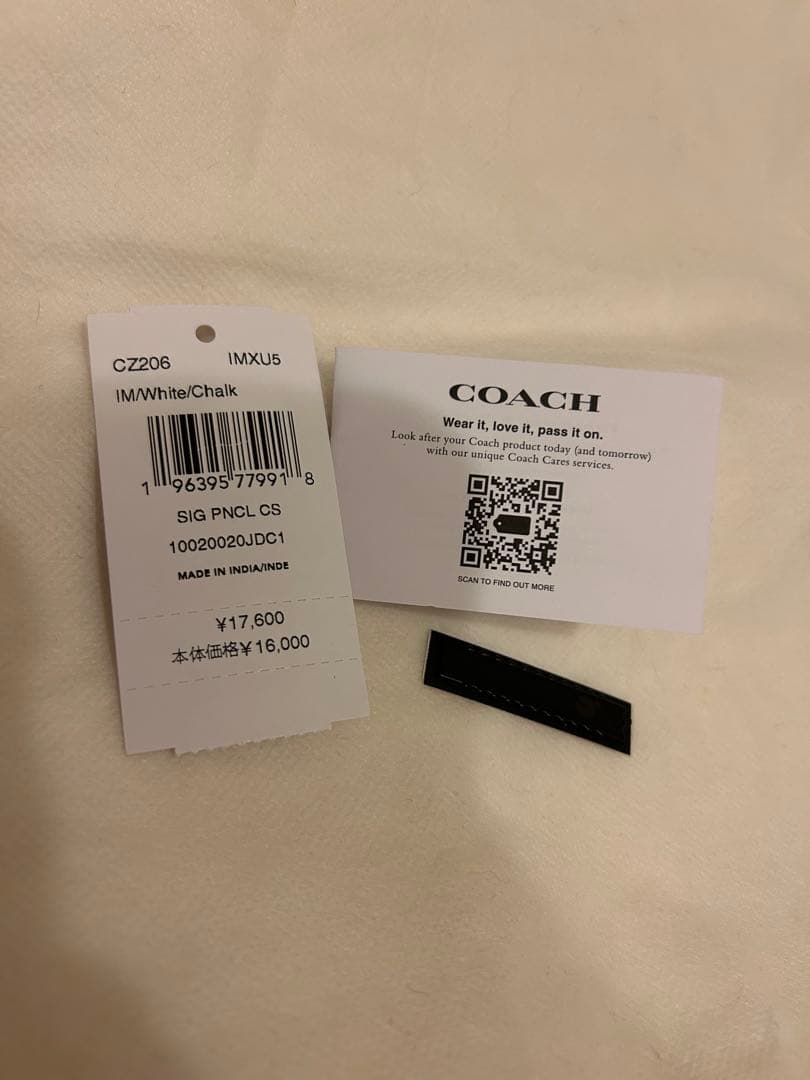 CZ206 IMXU5
IM/White/Chalk
1 96395 77991 8
SIG PNCL CS
10020020JDC1
MADE IN INDIA/INDE
¥17,600
本体価格¥16,000
COACH
Wear it, love it, pass it on.
Look after your Coach product today (and tomorrow)
with our unique Coach Cares services.
SCAN TO FIND OUT MORE